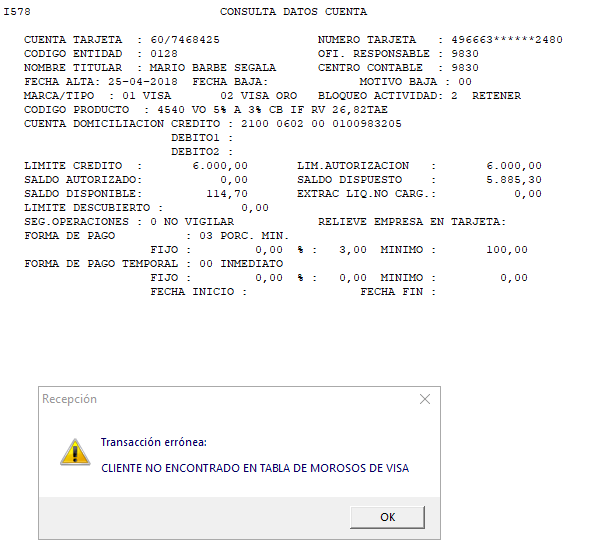 I578 CONSULTA DATOS CUENTA
CUENTA TARJETA : 60/7468425 NUMERO TARJETA : 496663******2480
CODIGO ENTIDAD : 0128 OFI. RESPONSABLE : 9830
NOMBRE TITULAR : MARIO BARBE SEGALA CENTRO CONTABLE : 9830
FECHA ALTA: 25-04-2018 FECHA BAJA: MOTIVO BAJA : 00
MARCA/TIPO : 01 VISA 02 VISA ORO BLOQUEO ACTIVIDAD: 2 RETENER
CODIGO PRODUCTO : 4540 VO 5% A 3% CB IF RV 26,82TAE
CUENTA DOMICILIACION CREDITO : 2100 0602 00 0100983205
DEBITO1 :
DEBITO2 :
LIMITE CREDITO : 6.000,00 LIM.AUTORIZACION : 6.000,00
SALDO AUTORIZADO: 0,00 SALDO DISPUESTO : 5.885,30
SALDO DISPONIBLE: 114,70 EXTRAC LIQ.NO CARG.: 0,00
LIMITE DESCUBIERTO : 0,00
SEG.OPERACIONES : 0 NO VIGILAR RELIEVE EMPRESA EN TARJETA:
FORMA DE PAGO : 03 PORC. MIN.
FIJO : 0,00 % : 3,00 MINIMO : 100,00
FORMA DE PAGO TEMPORAL : 00 INMEDIATO
FIJO : 0,00 % : 0,00 MINIMO : 0,00
FECHA INICIO : FECHA FIN :
Recepción
Transacción errónea:
CLIENTE NO ENCONTRADO EN TABLA DE MOROSOS DE VISA
OK